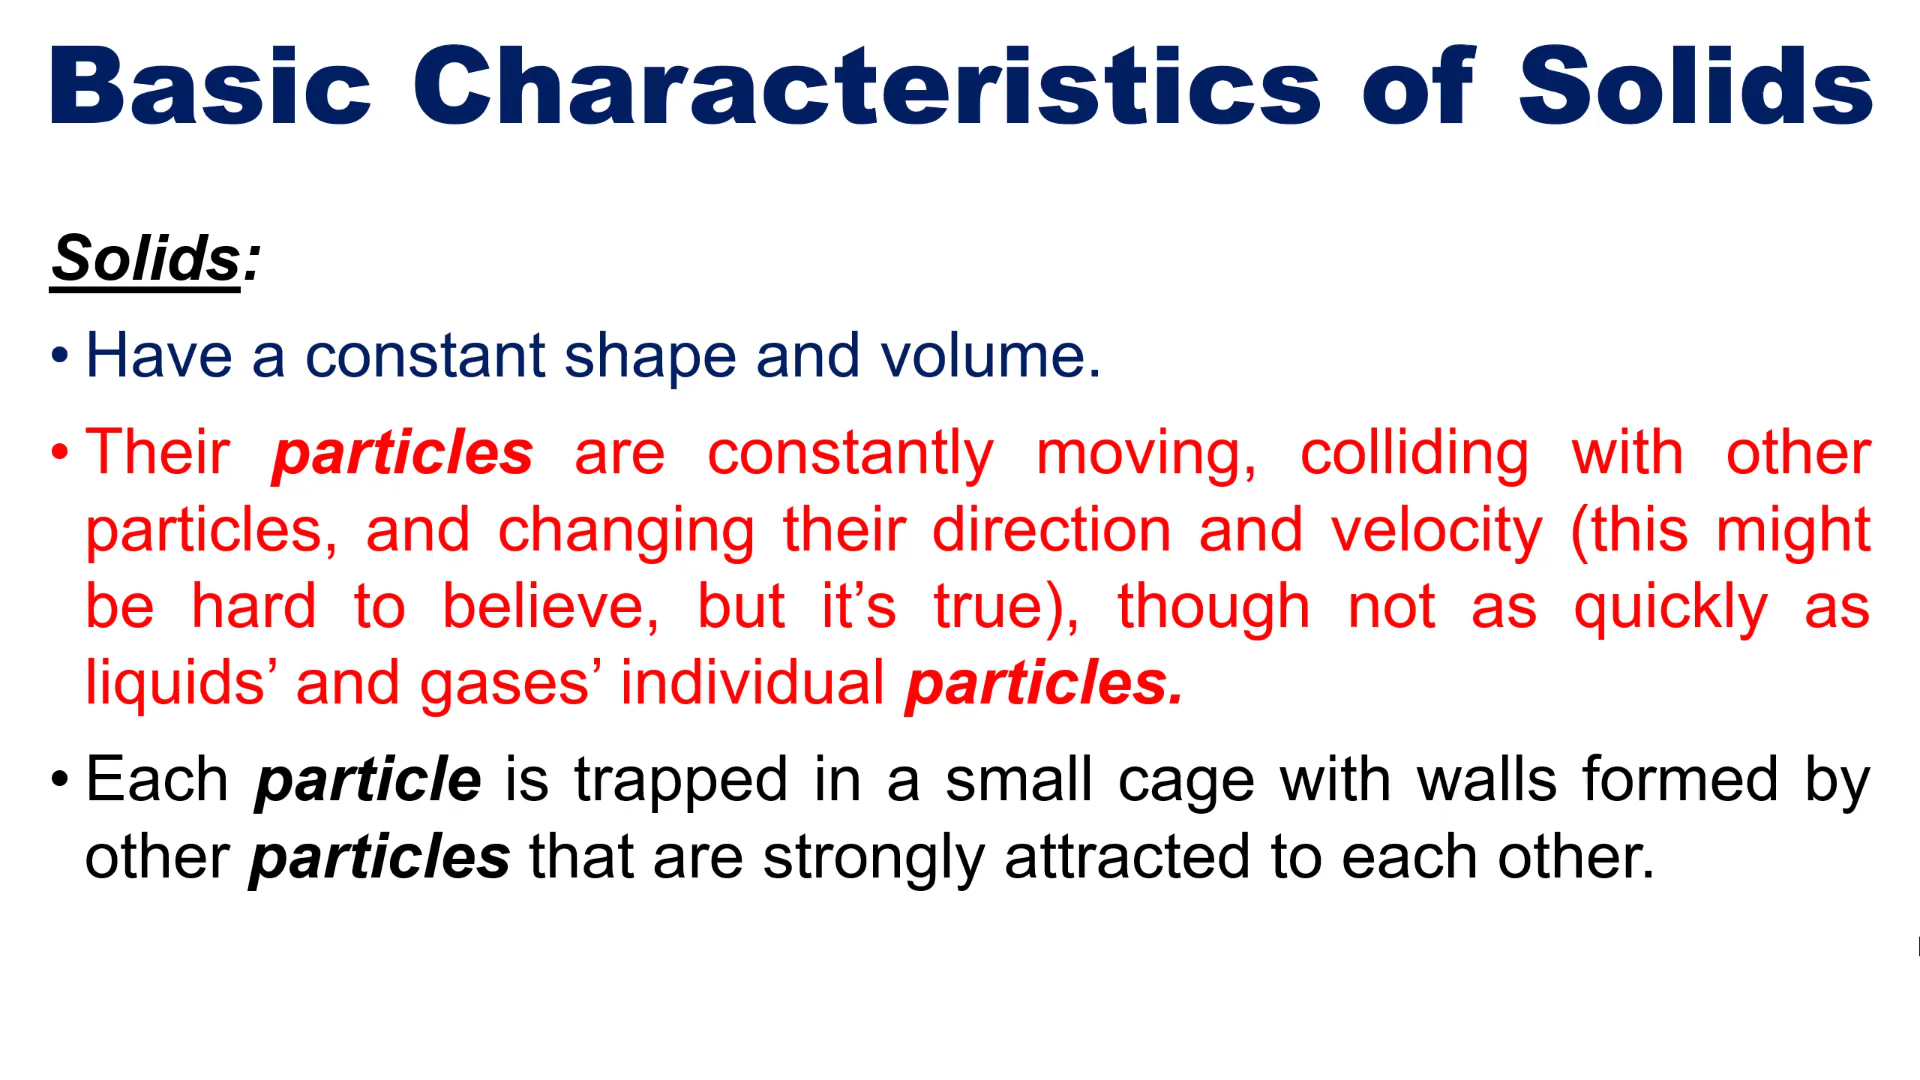 Basic Characteristics of Solids
Solids:
• Have a constant shape and volume.
• Their particles are constantly moving, colliding with other
particles, and changing their direction and velocity (this might
be hard to believe, but it’s true), though not as quickly as
liquids’ and gases’ individual particles.
• Each particle is trapped in a small cage with walls formed by
other particles that are strongly attracted to each other.